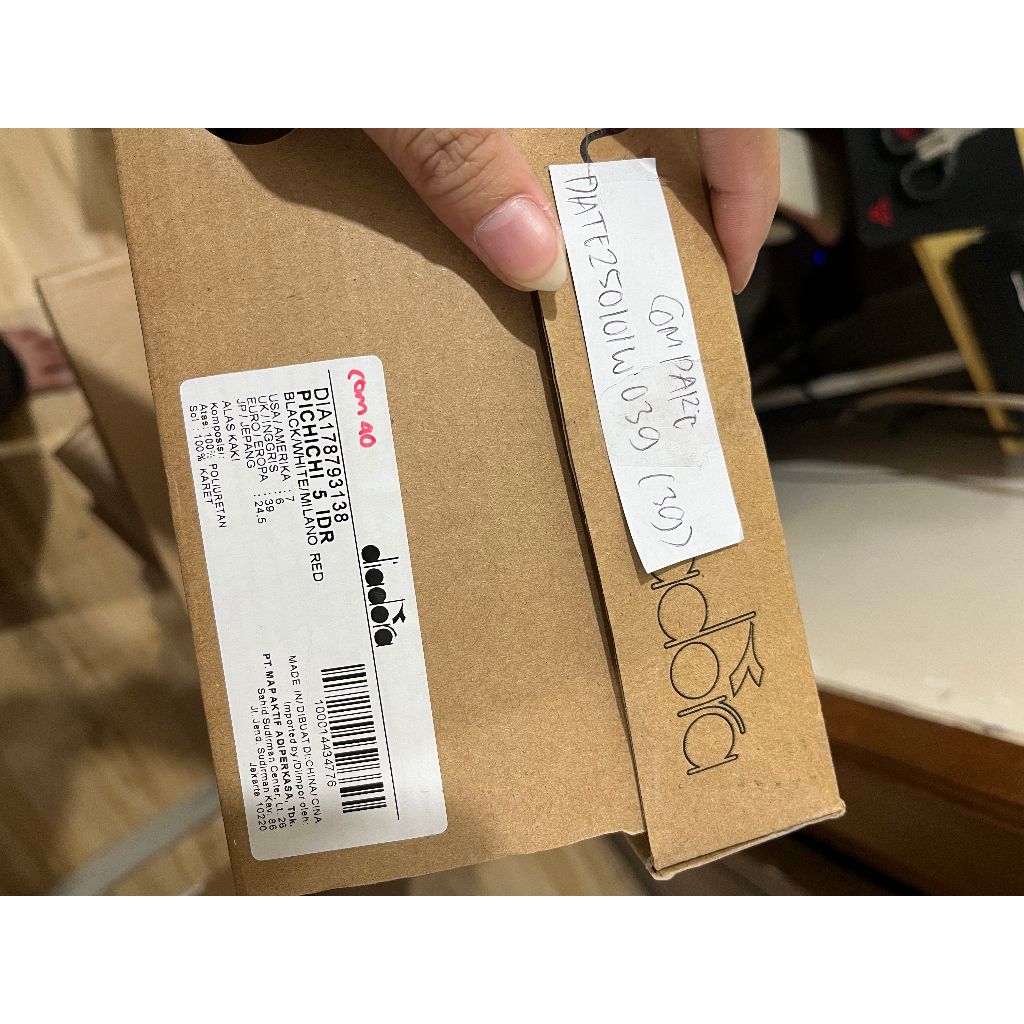 com 40
diadora
DIA178793138
PICHICHI 5 IDR
BLACK/WHITE/MILANO RED
USA/AMERIKA : 7
UK/INGGRIS : 6
EURO/EROPA : 39
JP/JEPANG : 24,5
ALAS KAKI
Komposisi:
Atas: 100% POLIURETAN
Sol : 100% KARET
100014434776
MADE IN/DIBUAT DI:CHINA/CINA
Imported by/Diimpor oleh:
PT. MAP AKTIF ADIPERKASA, Tbk.
Sahid Sudirman Center, Lt 26
Jl. Jend. Sudirman Kav. 86
Jakarta 10220
COMPARE
DIATE250101W039 (39)
diadora